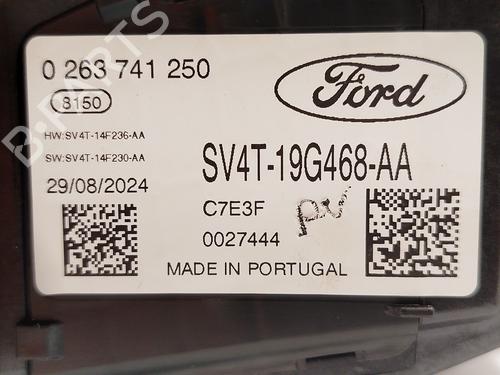 0 263 741 250
8150
HW:SV4T-14F236-AA
SW:SV4T-14F230-AA
29/08/2024
Ford
SV4T-19G468-AA
C7E3F
0027444
MADE IN PORTUGAL
B-PARTS